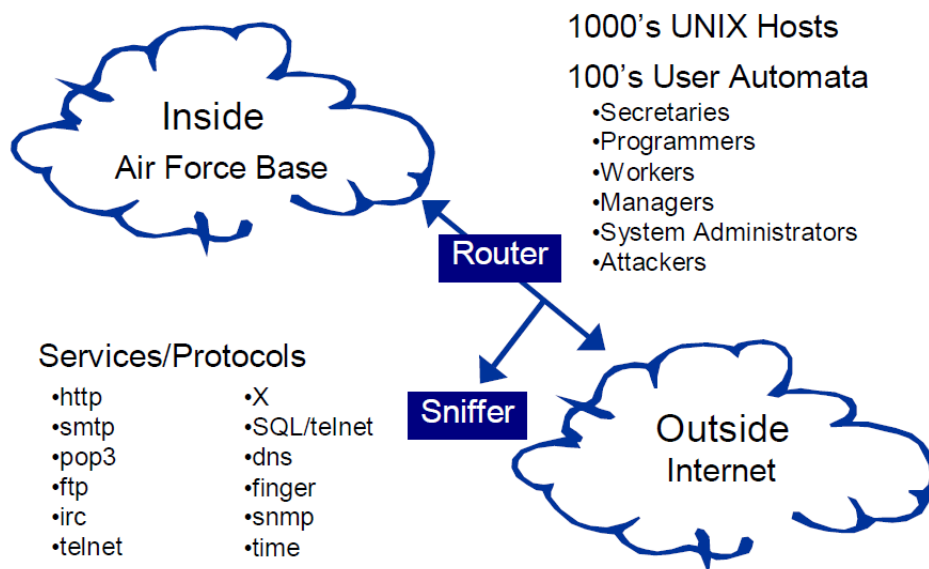 1000's UNIX Hosts
100's User Automata
•Secretaries
•Programmers
•Workers
•Managers
•System Administrators
•Attackers
Inside
Air Force Base
Router
Services/Protocols
•http
•smtp
•pop3
•ftp
•irc
•telnet
•X
•SQL/telnet
•dns
•finger
•snmp
•time
Sniffer
Outside
Internet